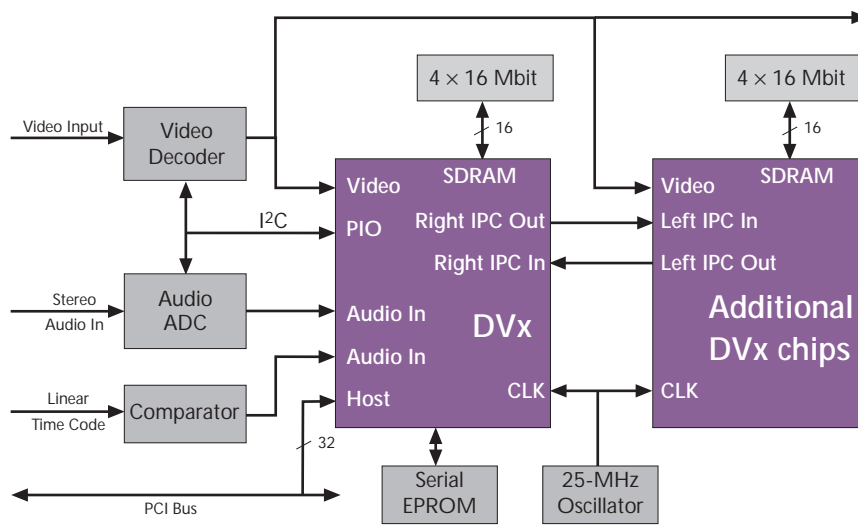 4 × 16 Mbit
4 × 16 Mbit
Video Input
Video
Decoder
16
16
SDRAM
SDRAM
Video
Video
I²C
PIO
Right IPC Out
Left IPC In
Right IPC In
Left IPC Out
Stereo
Audio In
Audio
ADC
Audio In
DVx
Additional
DVx chips
Audio In
Linear
Time Code
Comparator
Host
CLK
CLK
32
PCI Bus
Serial
EPROM
25-MHz
Oscillator